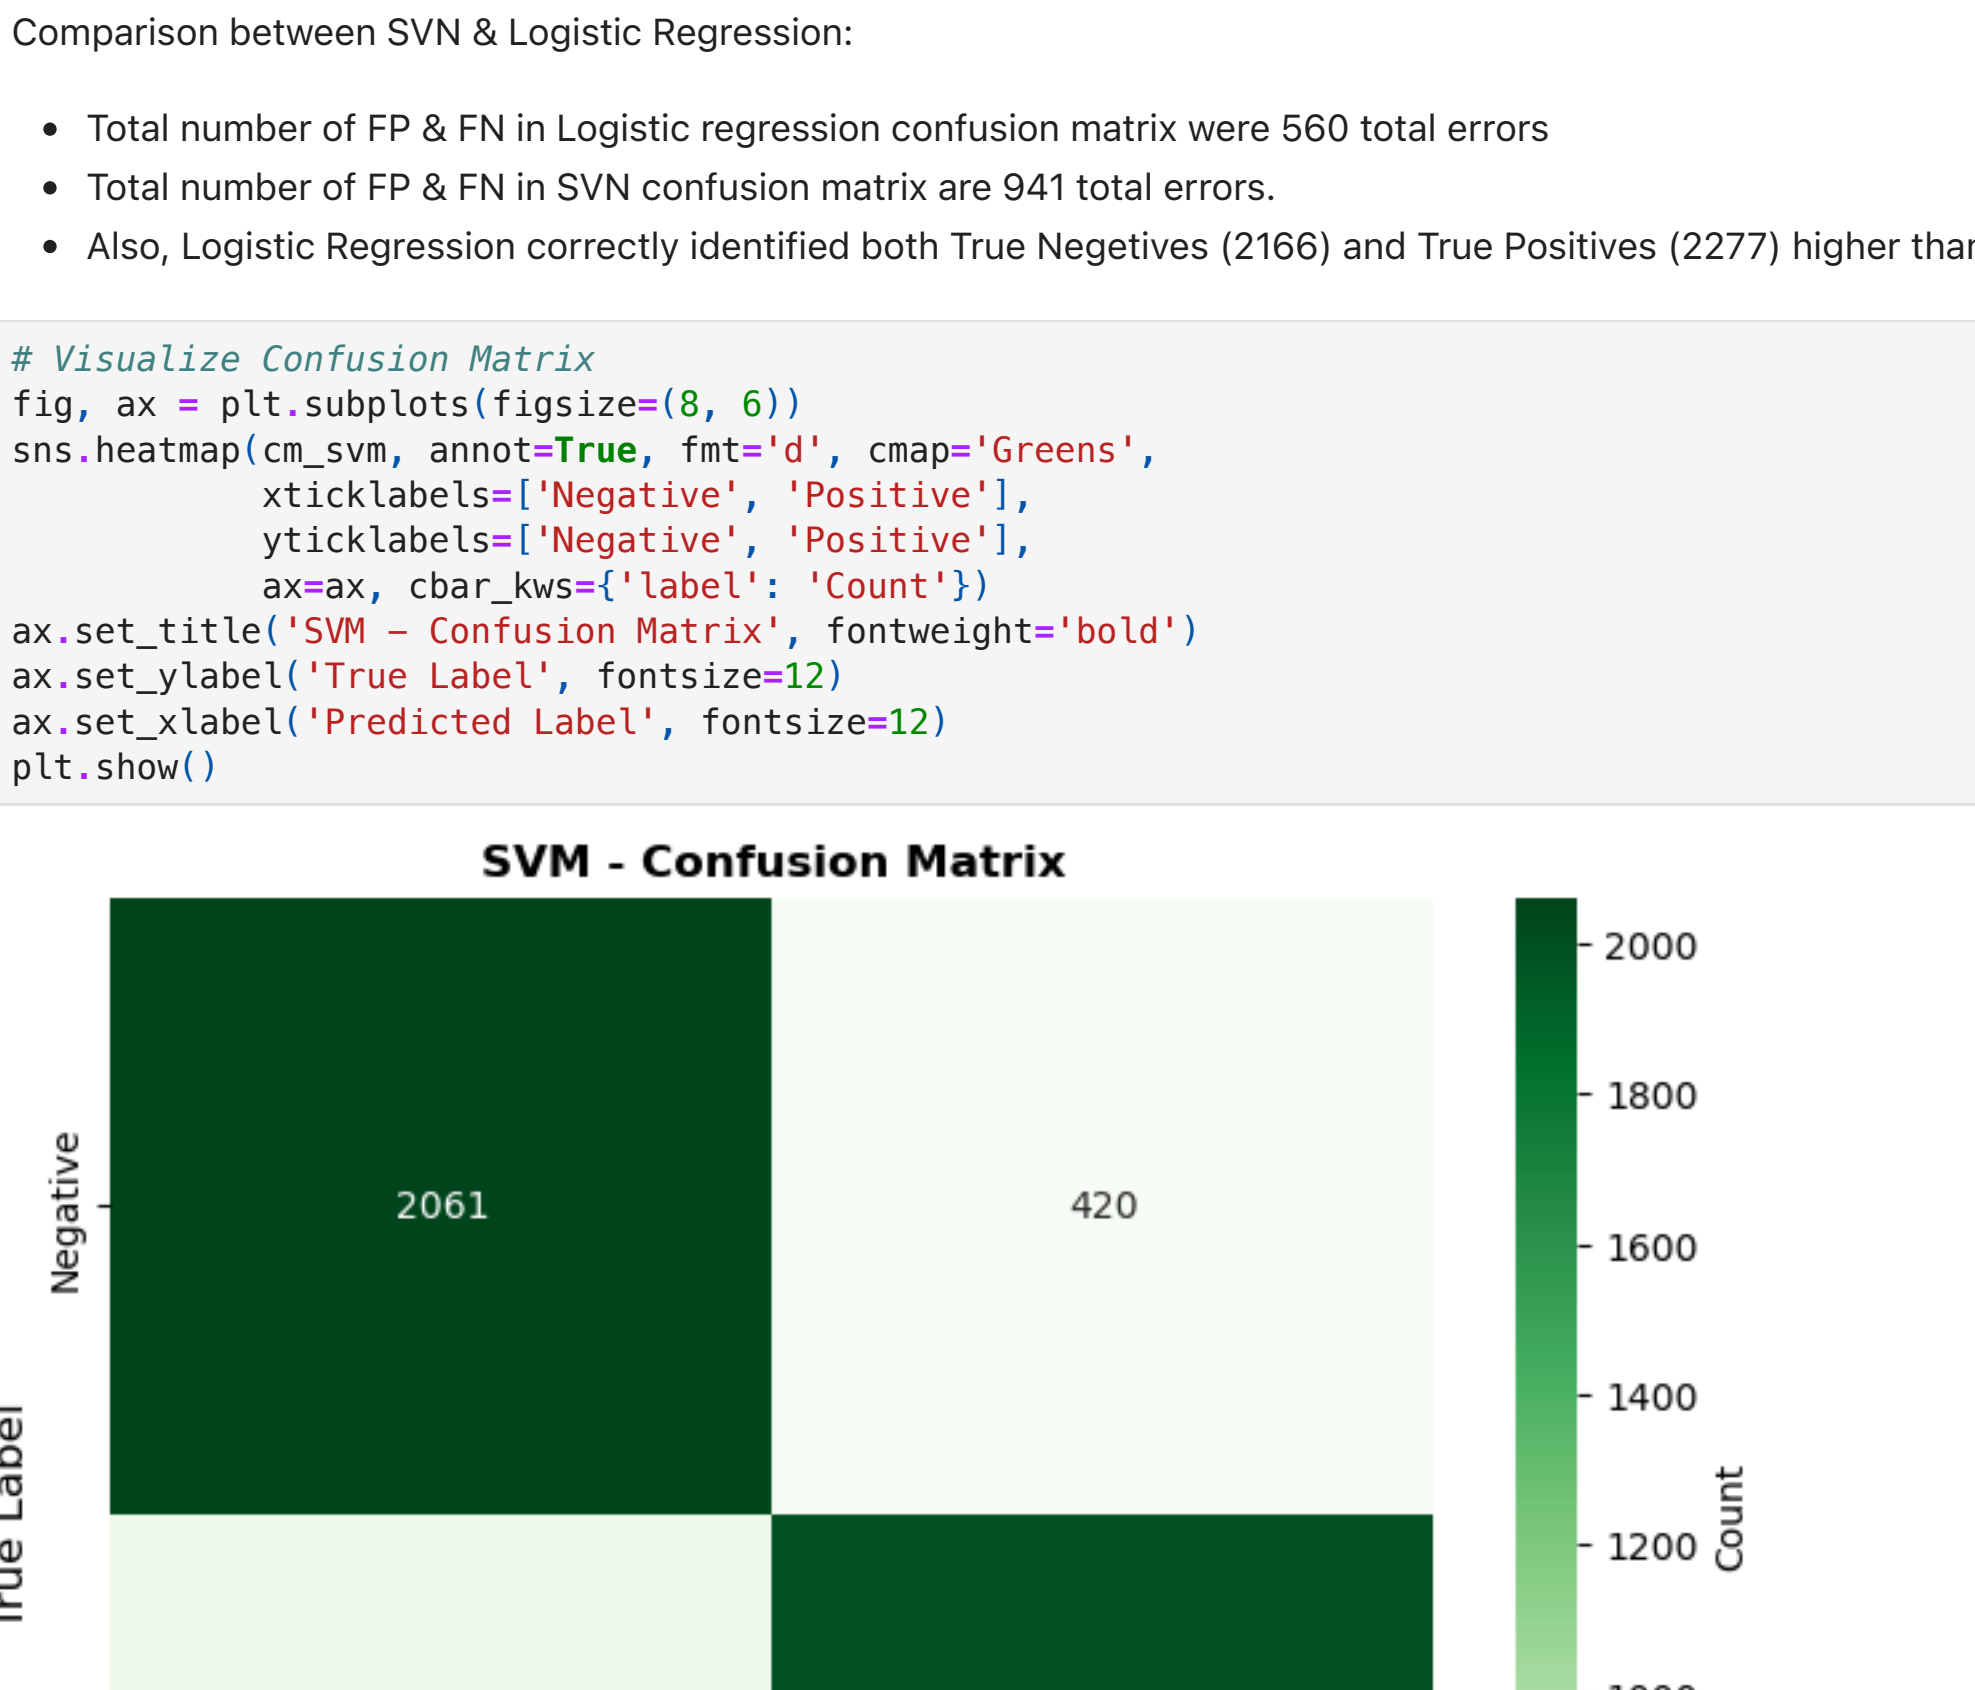 Comparison between SVN & Logistic Regression:
• Total number of FP & FN in Logistic regression confusion matrix were 560 total errors
• Total number of FP & FN in SVN confusion matrix are 941 total errors.
• Also, Logistic Regression correctly identified both True Negetives (2166) and True Positives (2277) higher than
# Visualize Confusion Matrix
fig, ax = plt.subplots(figsize=(8, 6))
sns.heatmap(cm_svm, annot=True, fmt='d', cmap='Greens',
            xticklabels=['Negative', 'Positive'],
            yticklabels=['Negative', 'Positive'],
            ax=ax, cbar_kws={'label': 'Count'})
ax.set_title('SVM – Confusion Matrix', fontweight='bold')
ax.set_ylabel('True Label', fontsize=12)
ax.set_xlabel('Predicted Label', fontsize=12)
plt.show()
SVM - Confusion Matrix
2000
1800
Negative
2061
420
1600
1400
True Label
Count
1200